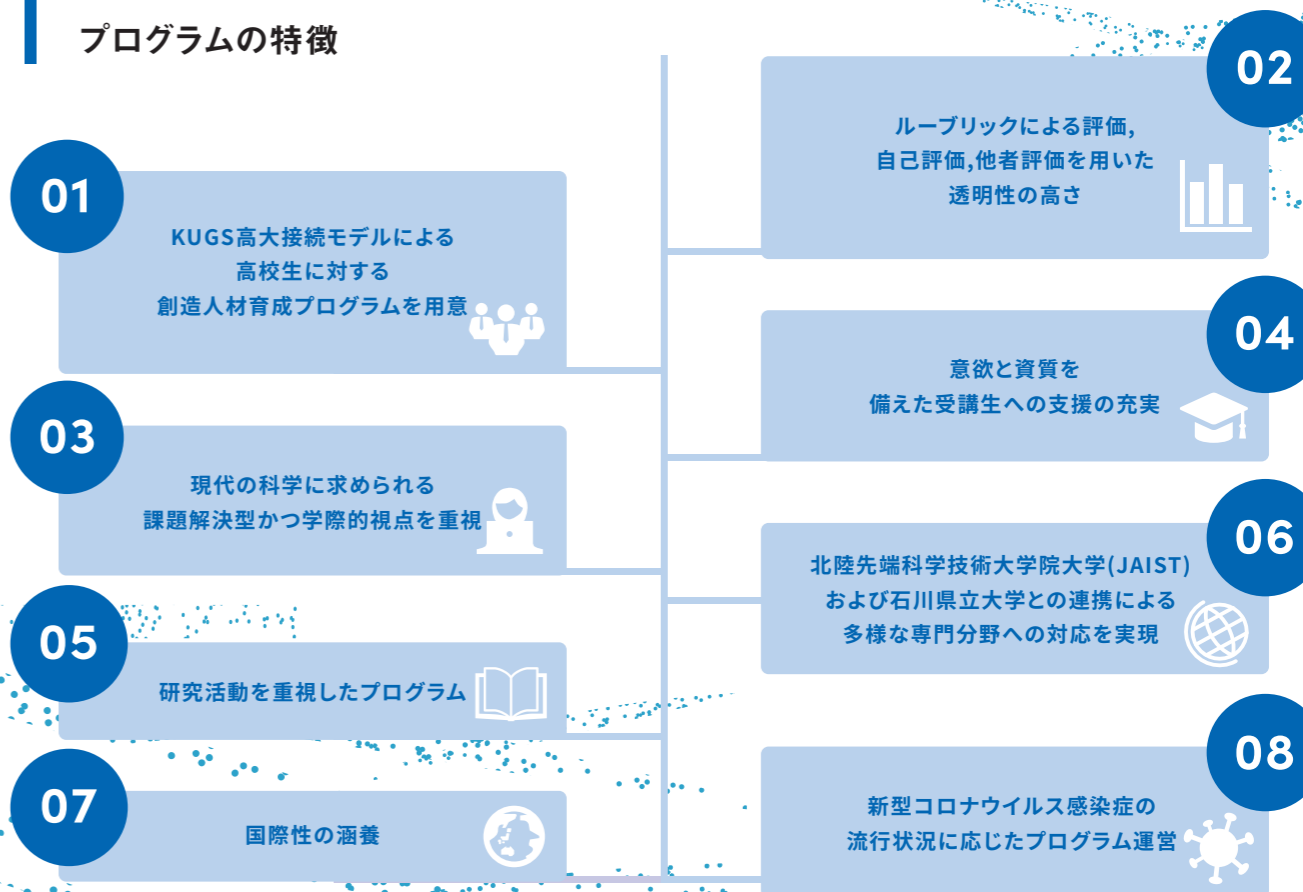 プログラムの特徴
01
KUGS高大接続モデルによる
高校生に対する
創造人材育成プログラムを用意
02
ルーブリックによる評価,
自己評価,他者評価を用いた
透明性の高さ
03
現代の科学に求められる
課題解決型かつ学際的視点を重視
04
意欲と資質を
備えた受講生への支援の充実
05
研究活動を重視したプログラム
06
北陸先端科学技術大学院大学(JAIST)
および石川県立大学との連携による
多様な専門分野への対応を実現
07
国際性の涵養
08
新型コロナウイルス感染症の
流行状況に応じたプログラム運営